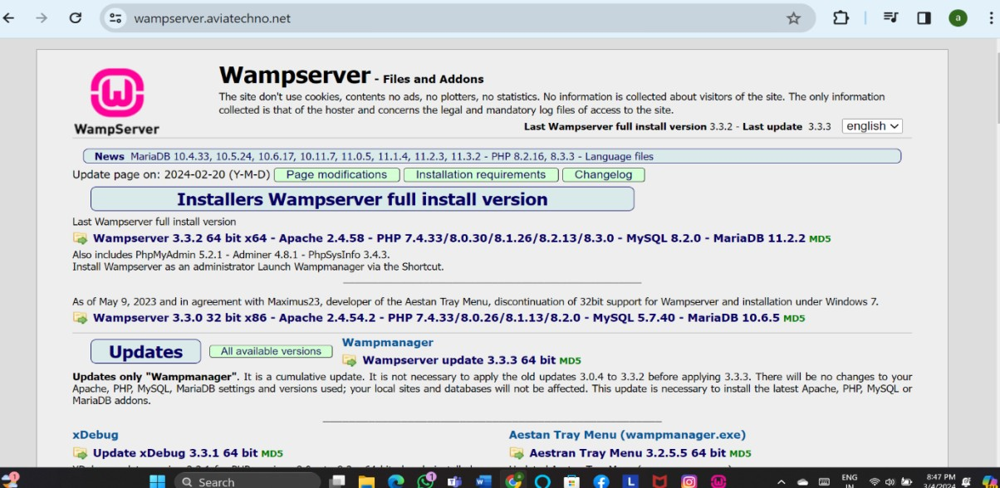 wampserver.aviatechno.net
a
Wampserver - Files and Addons
The site don't use cookies, contents no ads, no plotters, no statistics. No information is collected about visitors of the site. The only information
collected is that of the hoster and concerns the legal and mandatory log files of access to the site.
WampServer
Last Wampserver full install version 3.3.2 - Last update 3.3.3 english
News MariaDB 10.4.33, 10.5.24, 10.6.17, 10.11.7, 11.0.5, 11.1.4, 11.2.3, 11.3.2 - PHP 8.2.16, 8.3.3 - Language files
Update page on: 2024-02-20 (Y-M-D) Page modifications Installation requirements Changelog
Installers Wampserver full install version
Last Wampserver full install version
Wampserver 3.3.2 64 bit x64 - Apache 2.4.58 - PHP 7.4.33/8.0.30/8.1.26/8.2.13/8.3.0 - MySQL 8.2.0 - MariaDB 11.2.2 MD5
Also includes PhpMyAdmin 5.2.1 - Adminer 4.8.1 - PhpSysInfo 3.4.3.
Install Wampserver as an administrator Launch Wampmanager via the Shortcut.
As of May 9, 2023 and in agreement with Maximus23, developer of the Aestan Tray Menu, discontinuation of 32bit support for Wampserver and installation under Windows 7.
Wampserver 3.3.0 32 bit x86 - Apache 2.4.54.2 - PHP 7.4.33/8.0.26/8.1.13/8.2.0 - MySQL 5.7.40 - MariaDB 10.6.5 MD5
Updates All available versions Wampmanager
Wampserver update 3.3.3 64 bit MD5
Updates only "Wampmanager". It is a cumulative update. It is not necessary to apply the old updates 3.0.4 to 3.3.2 before applying 3.3.3. There will be no changes to your
Apache, PHP, MySQL, MariaDB settings and versions used; your local sites and databases will not be affected. This update is necessary to install the latest Apache, PHP, MySQL or
MariaDB addons.
xDebug
Update xDebug 3.3.1 64 bit MD5
Aestan Tray Menu (wampmanager.exe)
Aestran Tray Menu 3.2.5.5 64 bit MD5
Search
ENG
IN
8:47 PM
3/4/2024